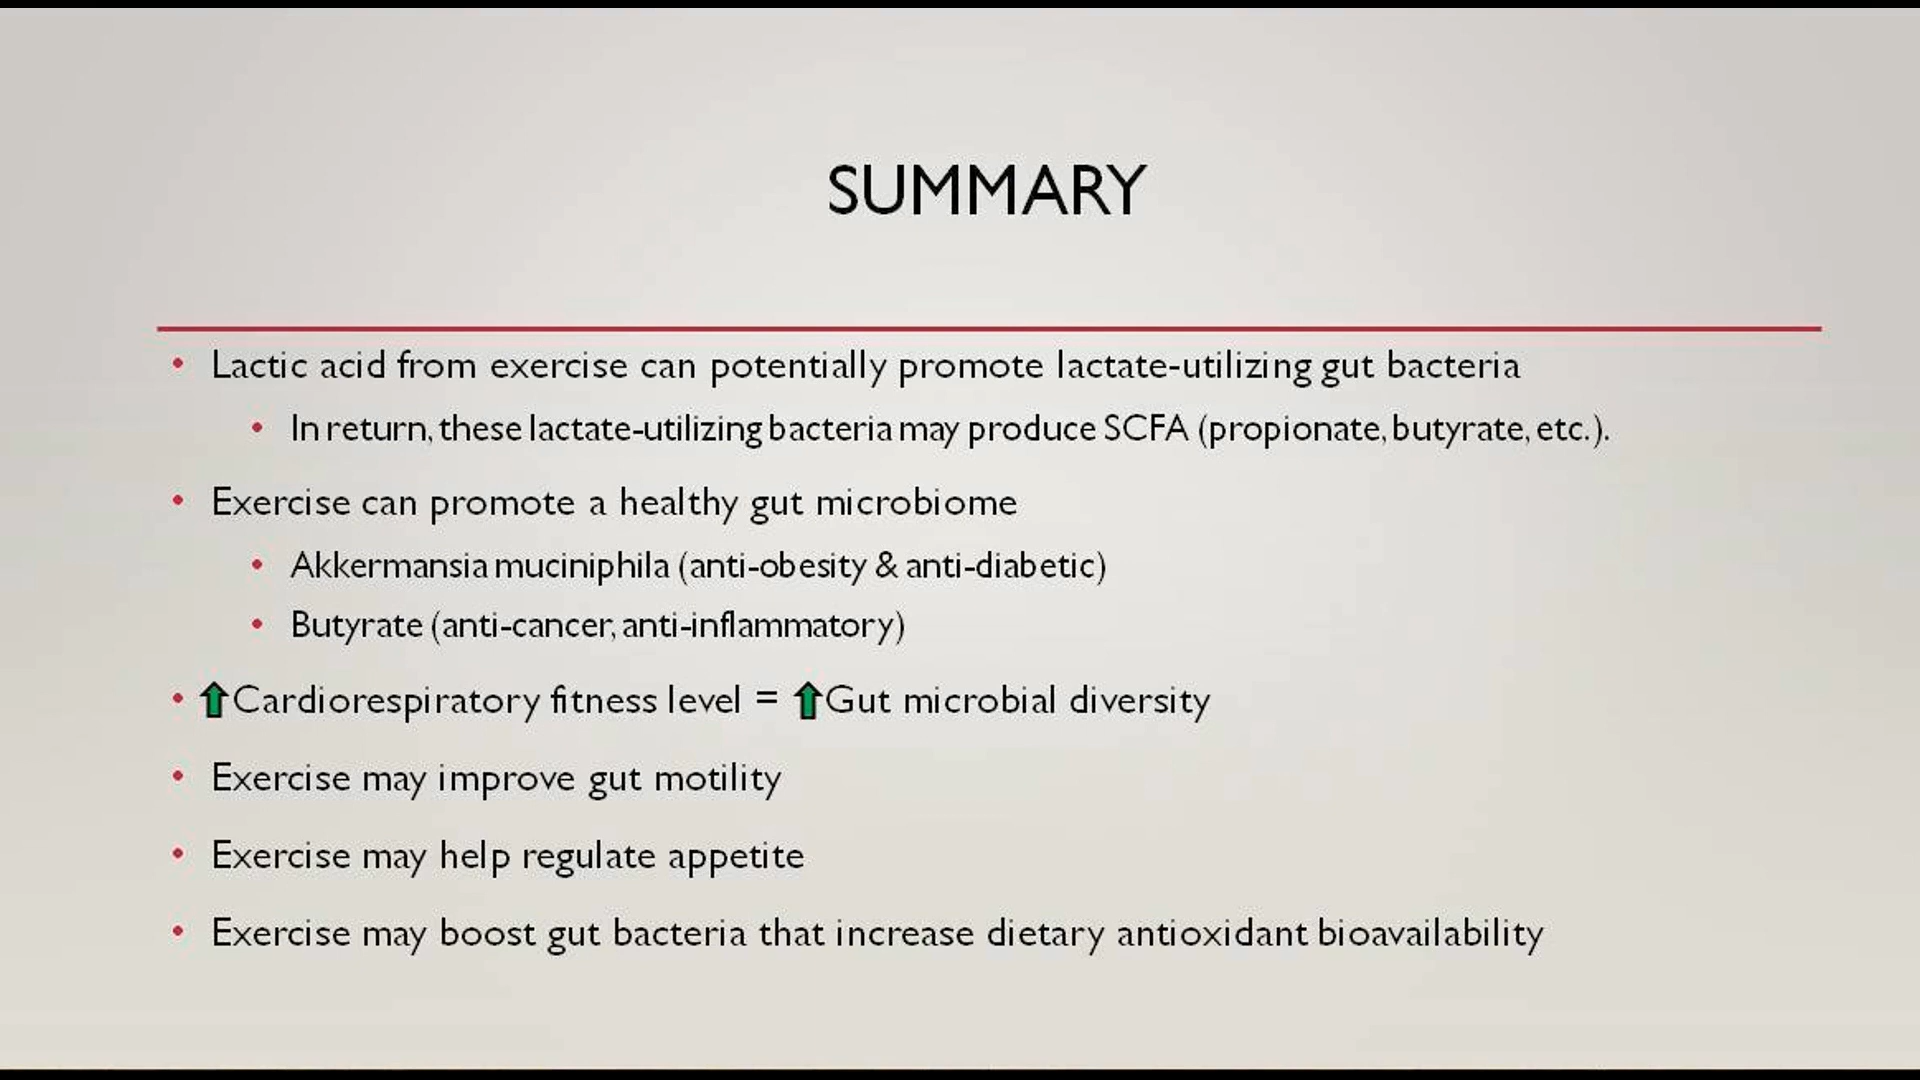 SUMMARY
• Lactic acid from exercise can potentially promote lactate-utilizing gut bacteria
• In return, these lactate-utilizing bacteria may produce SCFA (propionate, butyrate, etc.).
• Exercise can promote a healthy gut microbiome
• Akkermansia muciniphila (anti-obesity & anti-diabetic)
• Butyrate (anti-cancer, anti-inflammatory)
• ⬆Cardiorespiratory fitness level = ⬆Gut microbial diversity
• Exercise may improve gut motility
• Exercise may help regulate appetite
• Exercise may boost gut bacteria that increase dietary antioxidant bioavailability